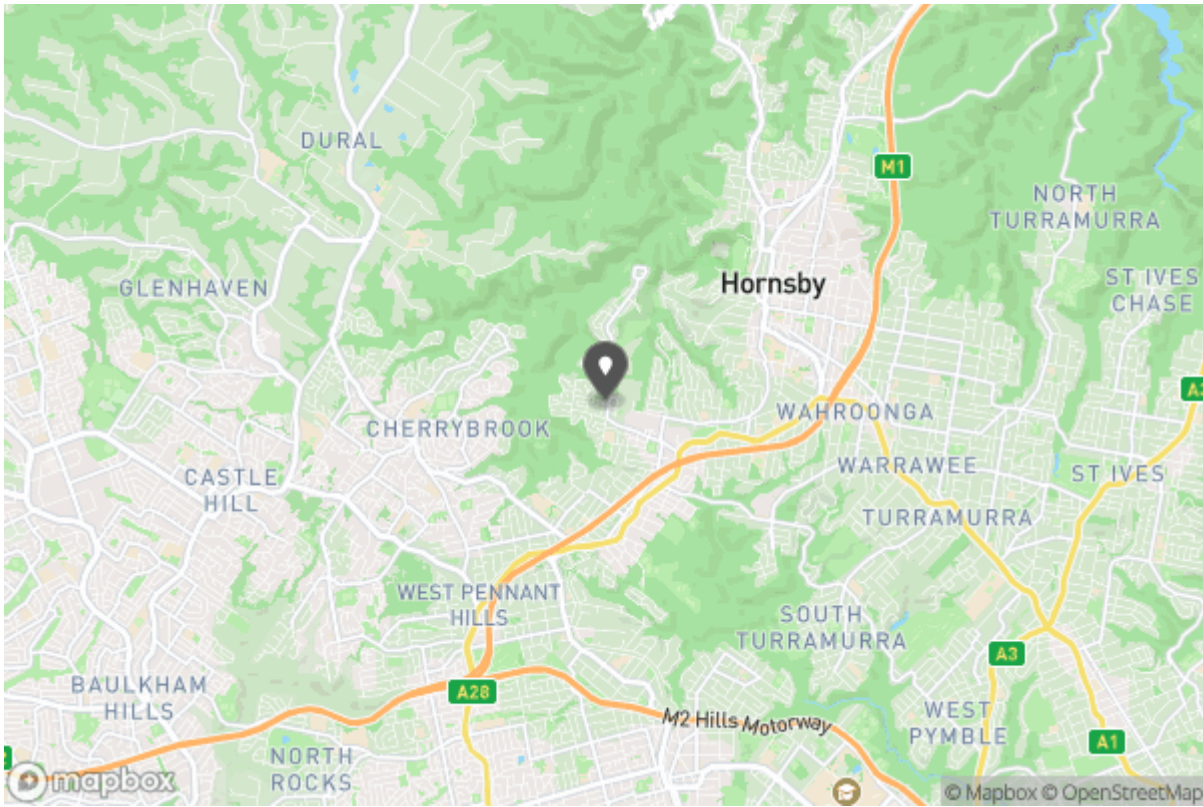 DURAL
M1
NORTH
TURRAMURRA
GLENHAVEN
Hornsby
ST IVES
CHASE
CHERRYBROOK
WAHROONGA
CASTLE
HILL
WARRAWEE
ST IVES
TURRAMURRA
WEST PENNANT
HILLS
SOUTH
TURRAMURRA
A3
BAULKHAM
HILLS
A28
M2 Hills Motorway
WEST
PYMBLE
A1
NORTH
ROCKS
mapbox
© Mapbox © OpenStreetMap